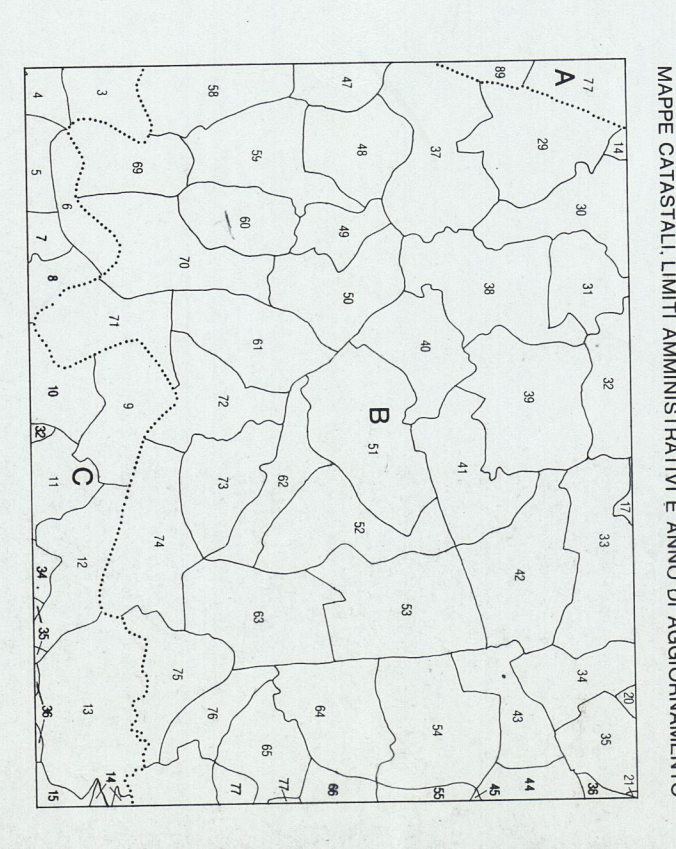 MAPPE CATASTALI, LIMITI AMMINISTRATIVI E ANNO DI AGGIORNAMENTO
77 14 17 20 21
A 30 31 32 33 34 35 36
89 29 38 39 42 43 44
37 40 41 53 54 45 55
47 48 49 50 B 51 52 64 66
59 60 61 62 63 65 77
58 70 72 73 76 77
69 71 9 74 75
3 6 8 C 12 13 14
4 5 7 10 32 11 34 35 36 15